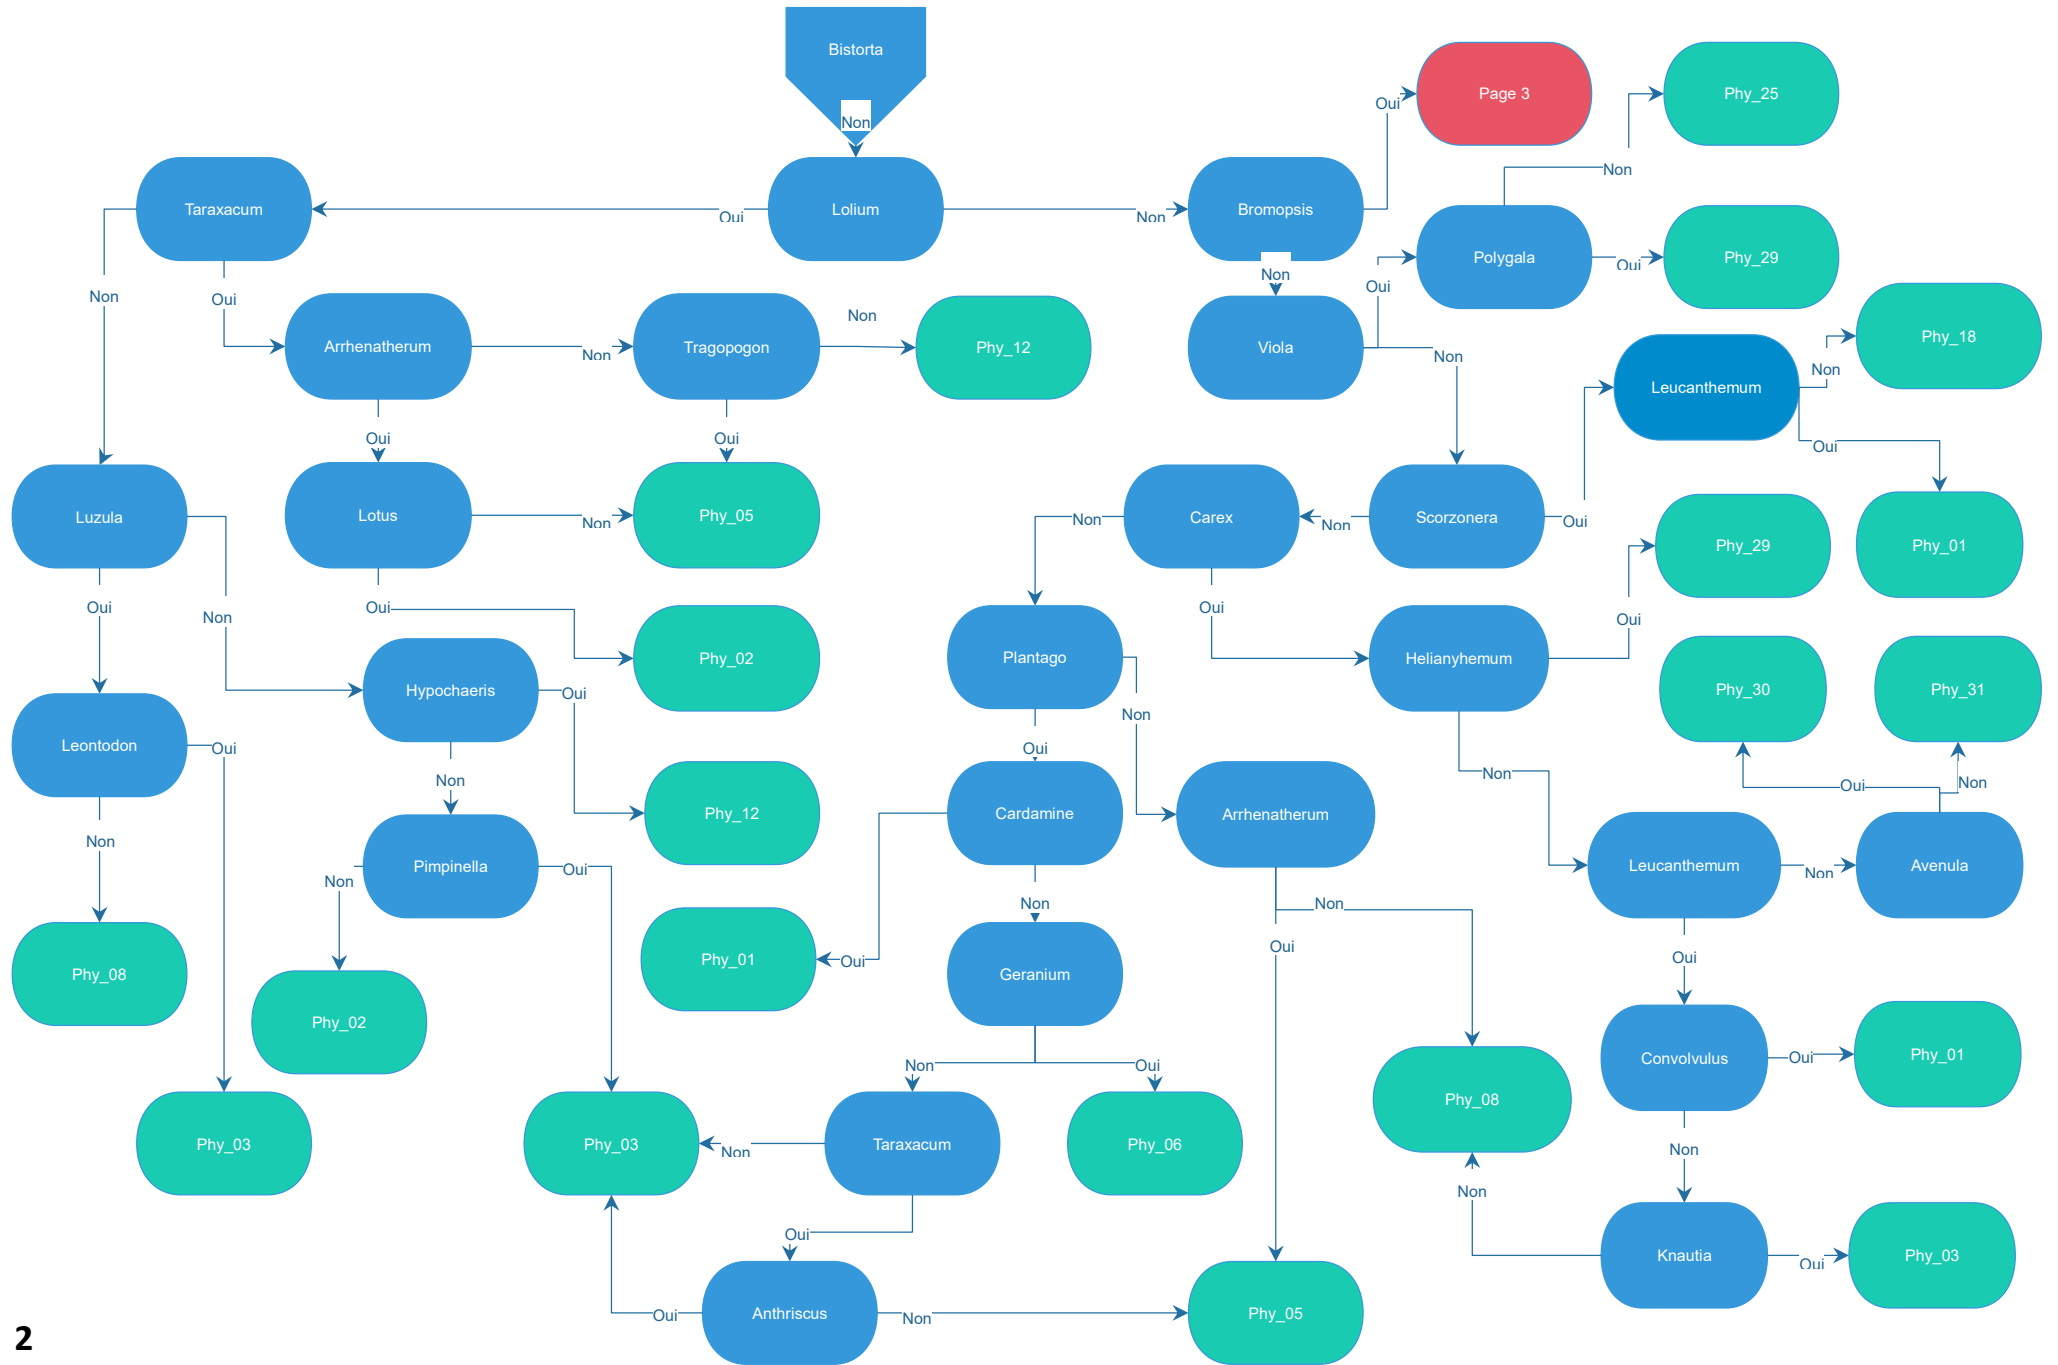 Bistorta
Non
Page 3
Phy_25
Oui
Non
Taraxacum
Oui
Lolium
Non
Bromopsis
Polygala
Oui
Phy_29
Non
Oui
Non
Oui
Arrhenatherum
Non
Tragopogon
Non
Phy_12
Viola
Non
Leucanthemum
Non
Phy_18
Oui
Oui
Oui
Luzula
Lotus
Non
Phy_05
Carex
Non
Non
Scorzonera
Oui
Phy_29
Phy_01
Oui
Non
Oui
Oui
Oui
Phy_02
Plantago
Helianyhemum
Hypochaeris
Oui
Non
Phy_30
Phy_31
Leontodon
Oui
Non
Oui
Non
Oui
Non
Non
Phy_12
Cardamine
Arrhenatherum
Pimpinella
Oui
Non
Leucanthemum
Non
Avenula
Non
Non
Phy_08
Phy_01
Oui
Geranium
Oui
Oui
Phy_02
Non
Oui
Convolvulus
Oui
Phy_01
Phy_03
Phy_03
Non
Taraxacum
Phy_06
Phy_08
Non
Oui
Non
Anthriscus
Oui
Non
Phy_05
Knautia
Oui
Phy_03
2